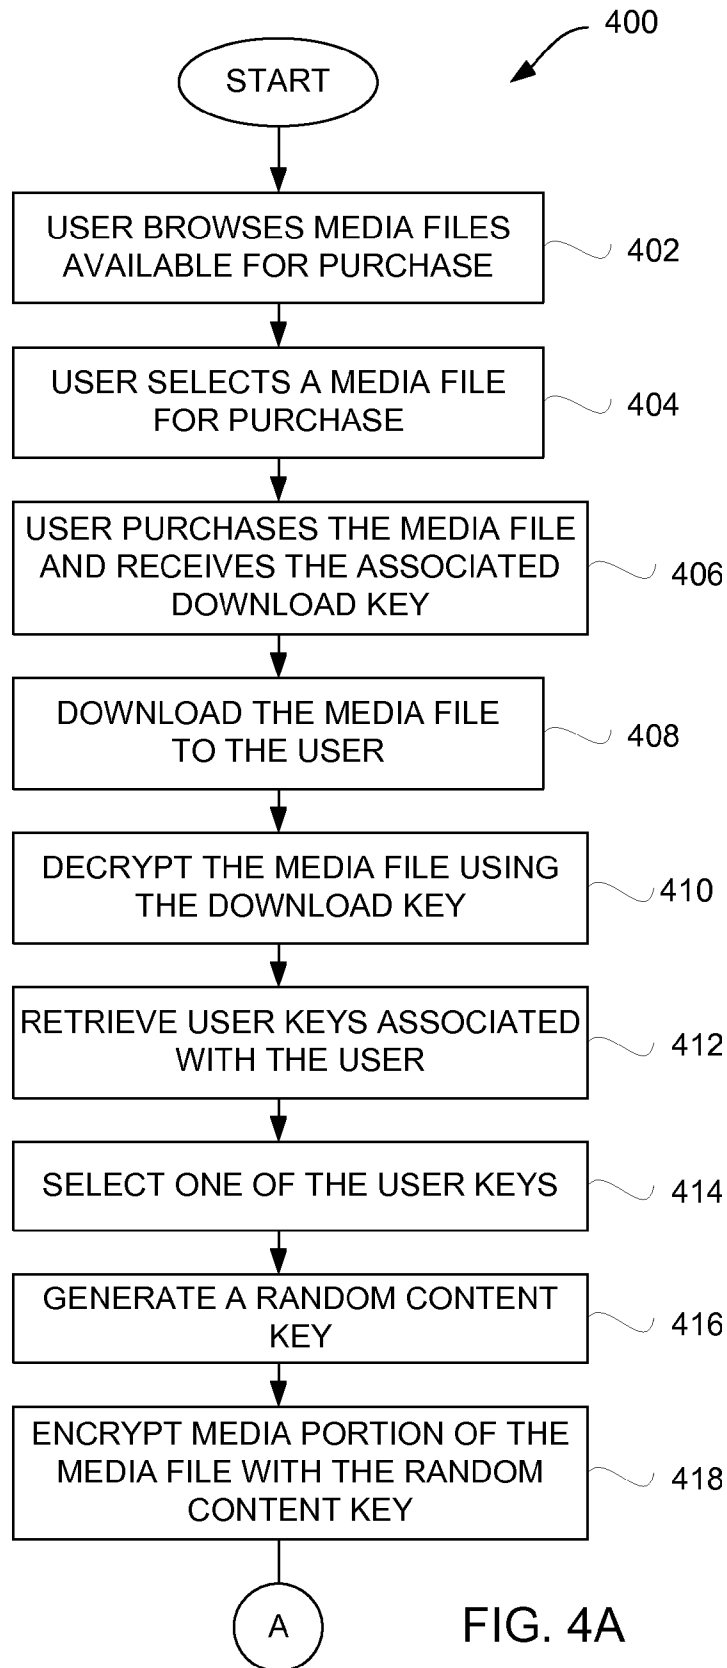 400
START
USER BROWSES MEDIA FILES
AVAILABLE FOR PURCHASE
402
USER SELECTS A MEDIA FILE
FOR PURCHASE
404
USER PURCHASES THE MEDIA FILE
AND RECEIVES THE ASSOCIATED
DOWNLOAD KEY
406
DOWNLOAD THE MEDIA FILE
TO THE USER
408
DECRYPT THE MEDIA FILE USING
THE DOWNLOAD KEY
410
RETRIEVE USER KEYS ASSOCIATED
WITH THE USER
412
SELECT ONE OF THE USER KEYS
414
GENERATE A RANDOM CONTENT
KEY
416
ENCRYPT MEDIA PORTION OF THE
MEDIA FILE WITH THE RANDOM
CONTENT KEY
418
A
FIG. 4A